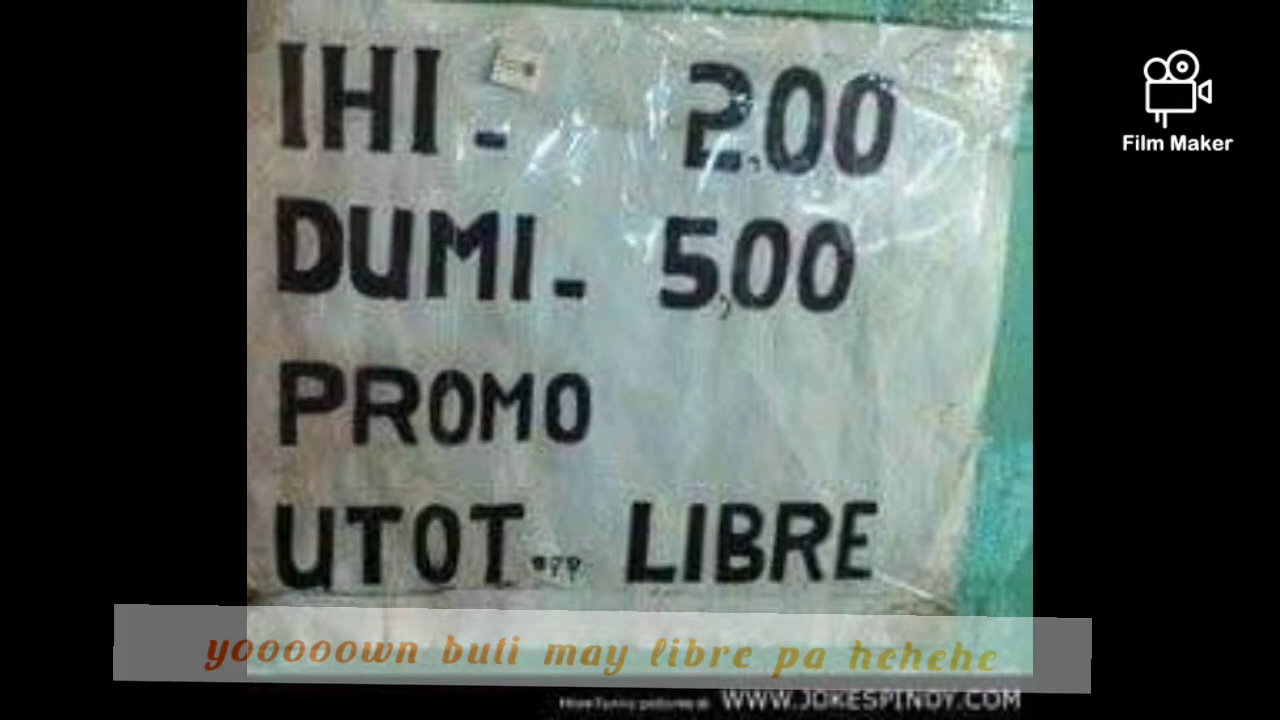 IHI - 2.00
Film Maker
DUMI - 5,00
PROMO
UTOT... LIBRE
yooooown buti may libre pa hehehe
WWW.JOKESPINOY.COM